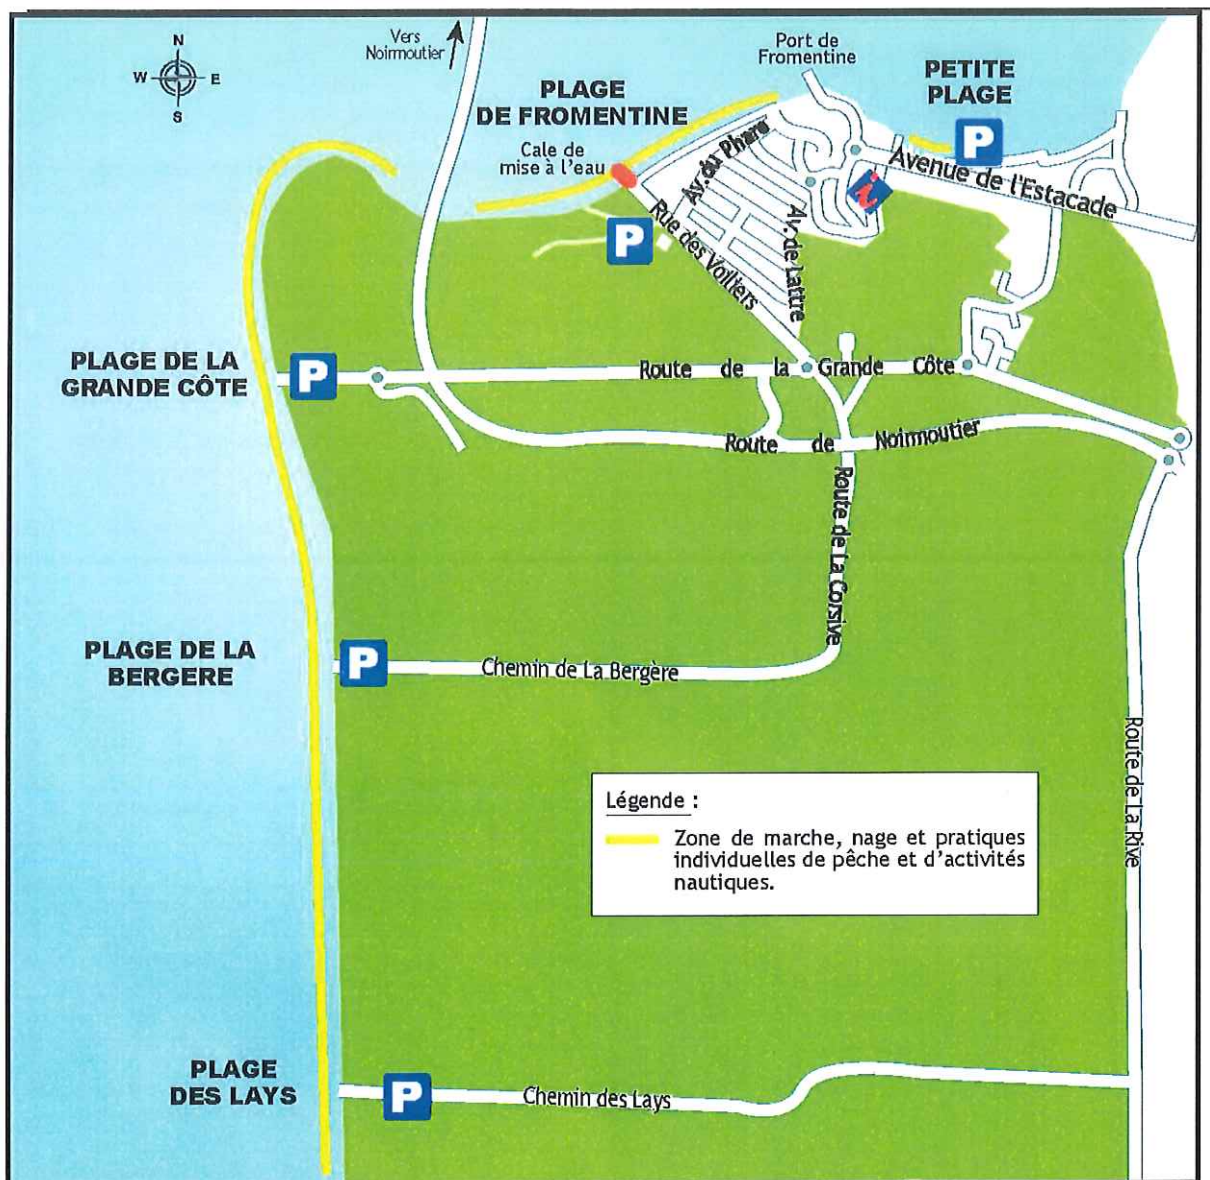 N
W
E
S
Vers
Noirmoutier
PLAGE
DE FROMENTINE
Port de
Fromentine
PETITE
PLAGE
P
Cale de
mise à l'eau
Av. du Phare
Avenue de l'Estacade
i
P
Rue des Voiliers
Av. de Lattre
PLAGE DE LA
GRANDE CÔTE
P
Route de la Grande Côte
Route de Noirmoutier
Route de La Corsive
PLAGE DE LA
BERGERE
P
Chemin de La Bergère
Route de La Rive
Légende :
Zone de marche, nage et pratiques
individuelles de pêche et d'activités
nautiques.
PLAGE
DES LAYS
P
Chemin des Lays